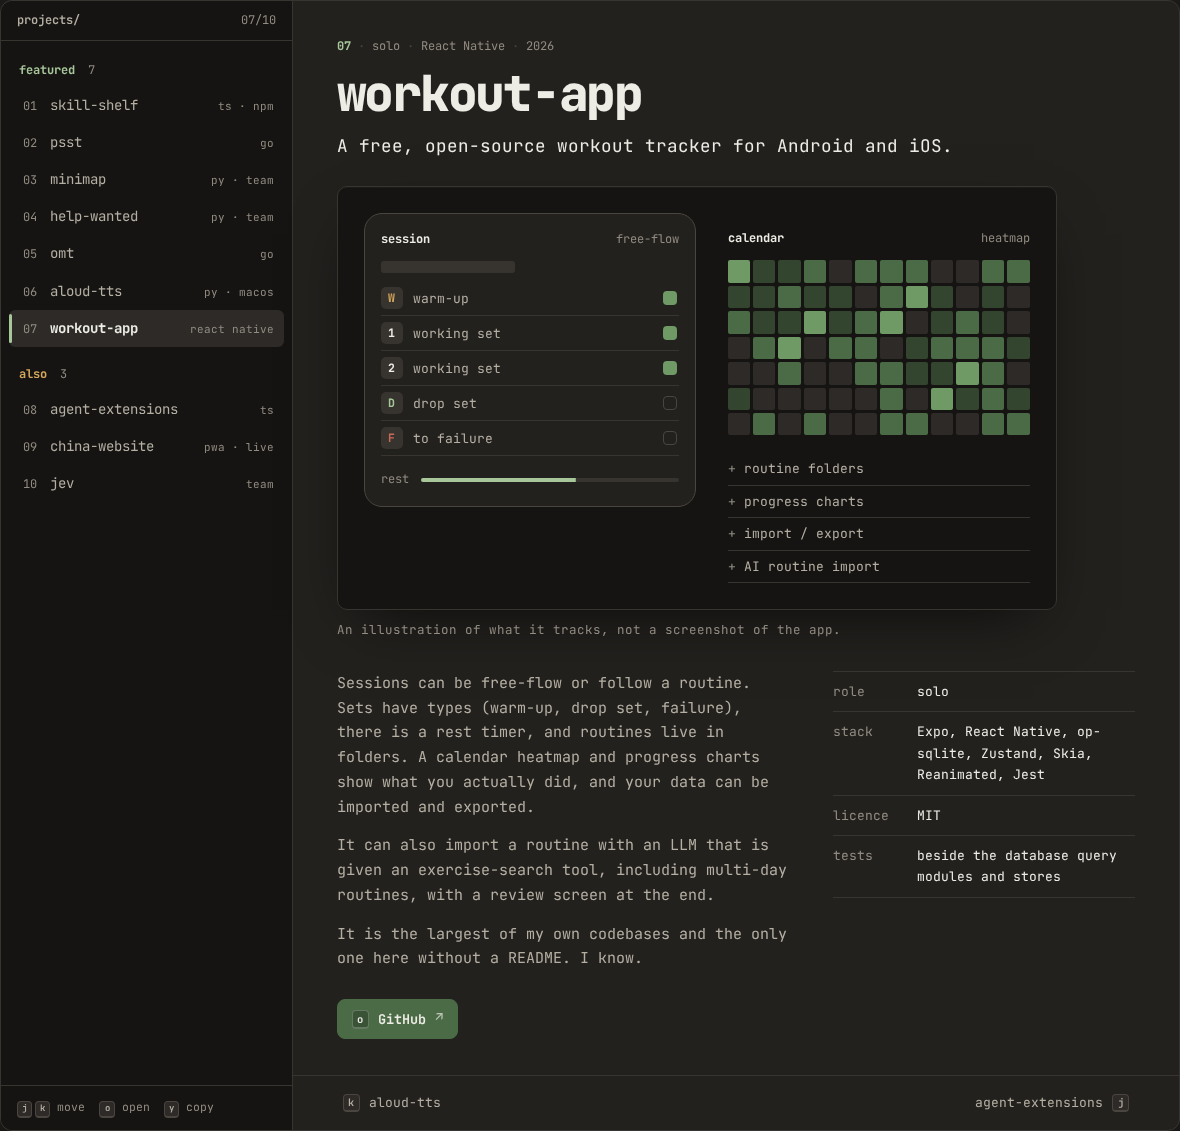 projects/ 07/10
featured 7
01 skill-shelf ts · npm
02 psst go
03 minimap py · team
04 help-wanted py · team
05 omt go
06 aloud-tts py · macos
07 workout-app react native
also 3
08 agent-extensions ts
09 china-website pwa · live
10 jev team
j k move o open y copy
07 · solo · React Native · 2026
workout-app
A free, open-source workout tracker for Android and iOS.
session free-flow
W warm-up
1 working set
2 working set
D drop set
F to failure
rest
calendar heatmap
+ routine folders
+ progress charts
+ import / export
+ AI routine import
An illustration of what it tracks, not a screenshot of the app.
Sessions can be free-flow or follow a routine.
Sets have types (warm-up, drop set, failure),
there is a rest timer, and routines live in
folders. A calendar heatmap and progress charts
show what you actually did, and your data can be
imported and exported.
It can also import a routine with an LLM that is
given an exercise-search tool, including multi-day
routines, with a review screen at the end.
It is the largest of my own codebases and the only
one here without a README. I know.
role solo
stack Expo, React Native, op-
sqlite, Zustand, Skia,
Reanimated, Jest
licence MIT
tests beside the database query
modules and stores
o GitHub ↗
k aloud-tts
agent-extensions j